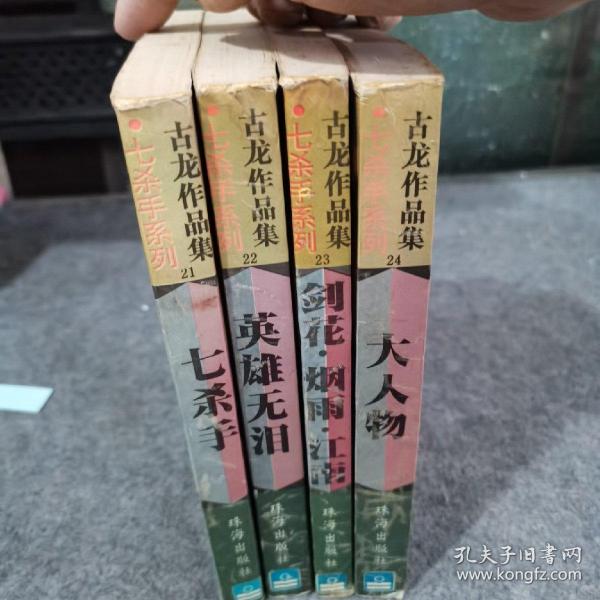 古龙作品集
七杀手系列
21
七杀手
珠海出版社
古龙作品集
七杀手系列
22
英雄无泪
珠海出版社
古龙作品集
七杀手系列
23
剑花·烟雨·江南
珠海出版社
古龙作品集
七杀手系列
24
大人物
珠海出版社
孔夫子旧书网
www.kongfz.com